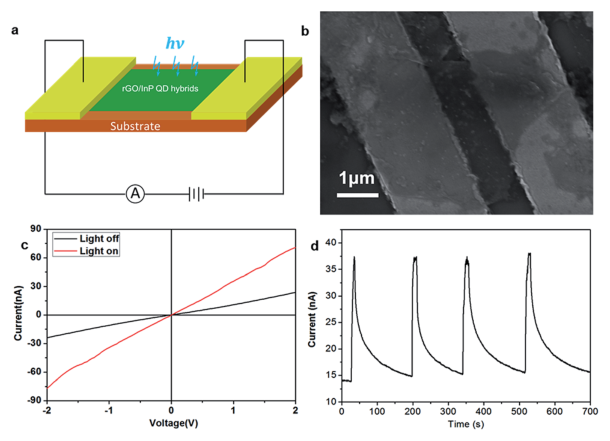 a
hν
rGO/InP QD hybrids
Substrate
A
b
1μm
c
Light off
Light on
Current(nA)
90
60
30
0
-30
-60
-90
-2
-1
0
1
2
Voltage(V)
d
Current (nA)
45
40
35
30
25
20
15
10
0
100
200
300
400
500
600
700
Time (s)